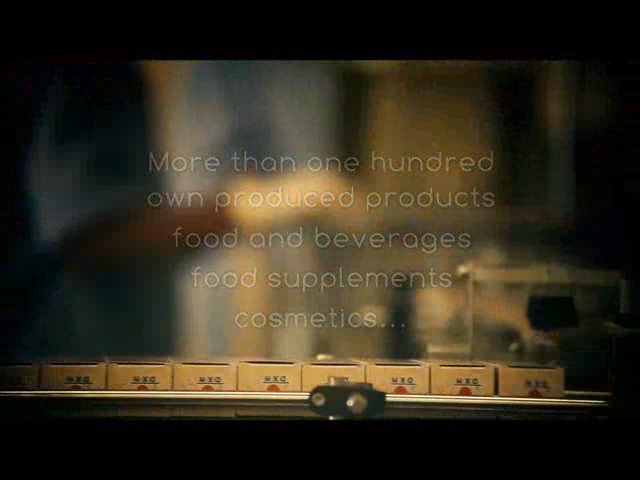 More than one hundred
own produced products
food and beverages
food supplements
cosmetics...